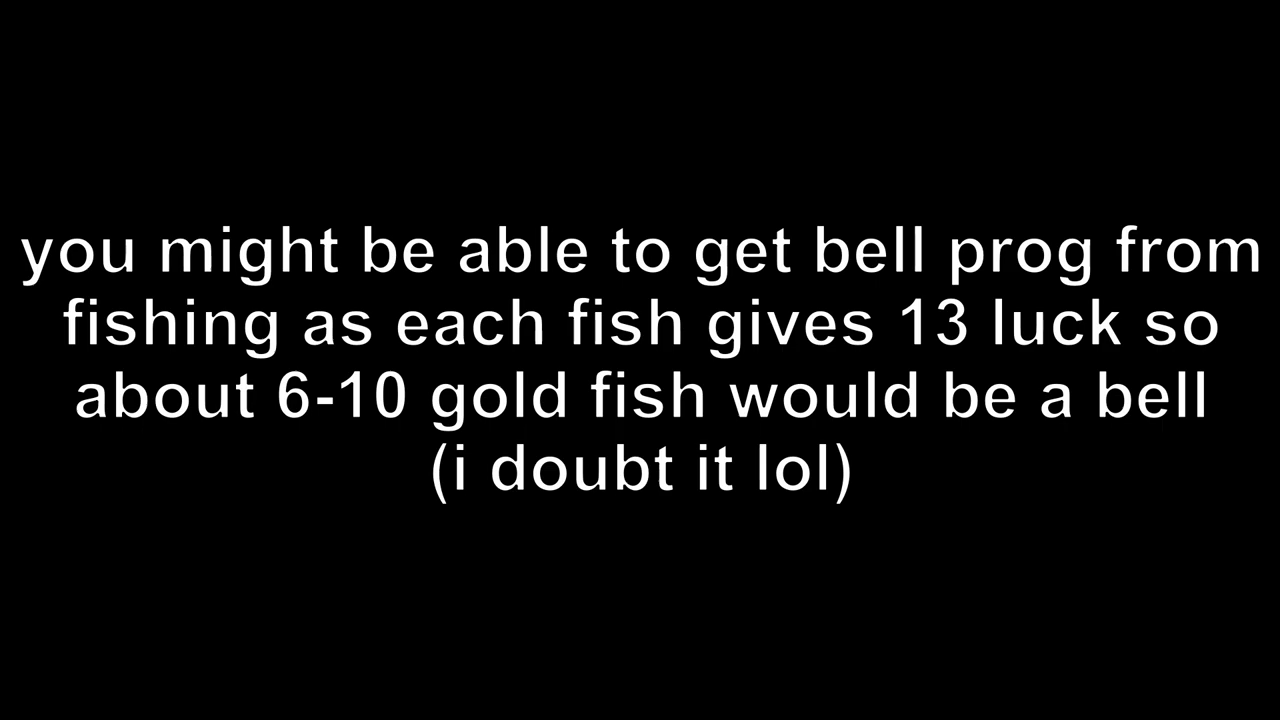 you might be able to get bell prog from
fishing as each fish gives 13 luck so
about 6-10 gold fish would be a bell
(i doubt it lol)